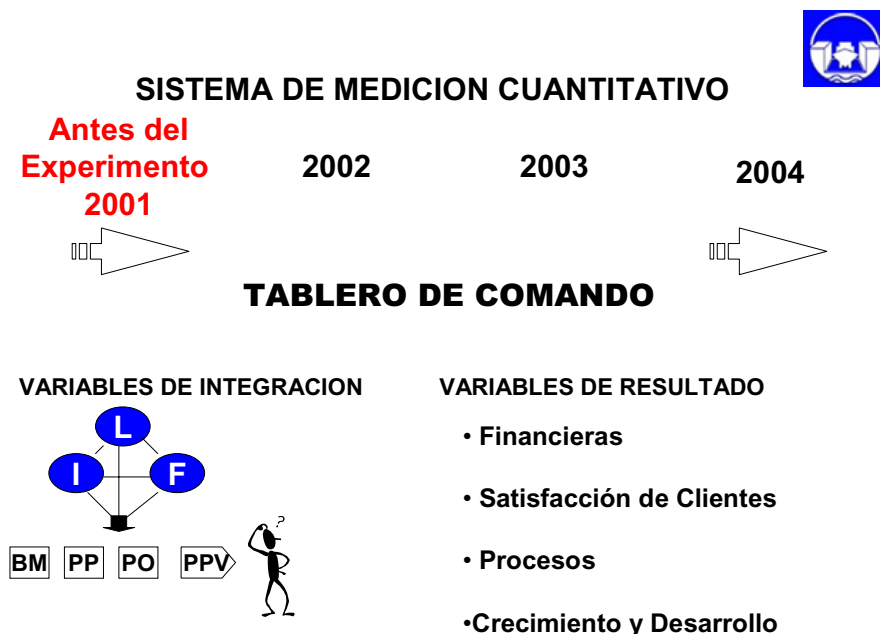 SISTEMA DE MEDICION CUANTITATIVO
Antes del
Experimento
2001
2002
2003
2004
TABLERO DE COMANDO
VARIABLES DE INTEGRACION
L
I
F
BM
PP
PO
PPV
?
VARIABLES DE RESULTADO
• Financieras
• Satisfacción de Clientes
• Procesos
•Crecimiento y Desarrollo